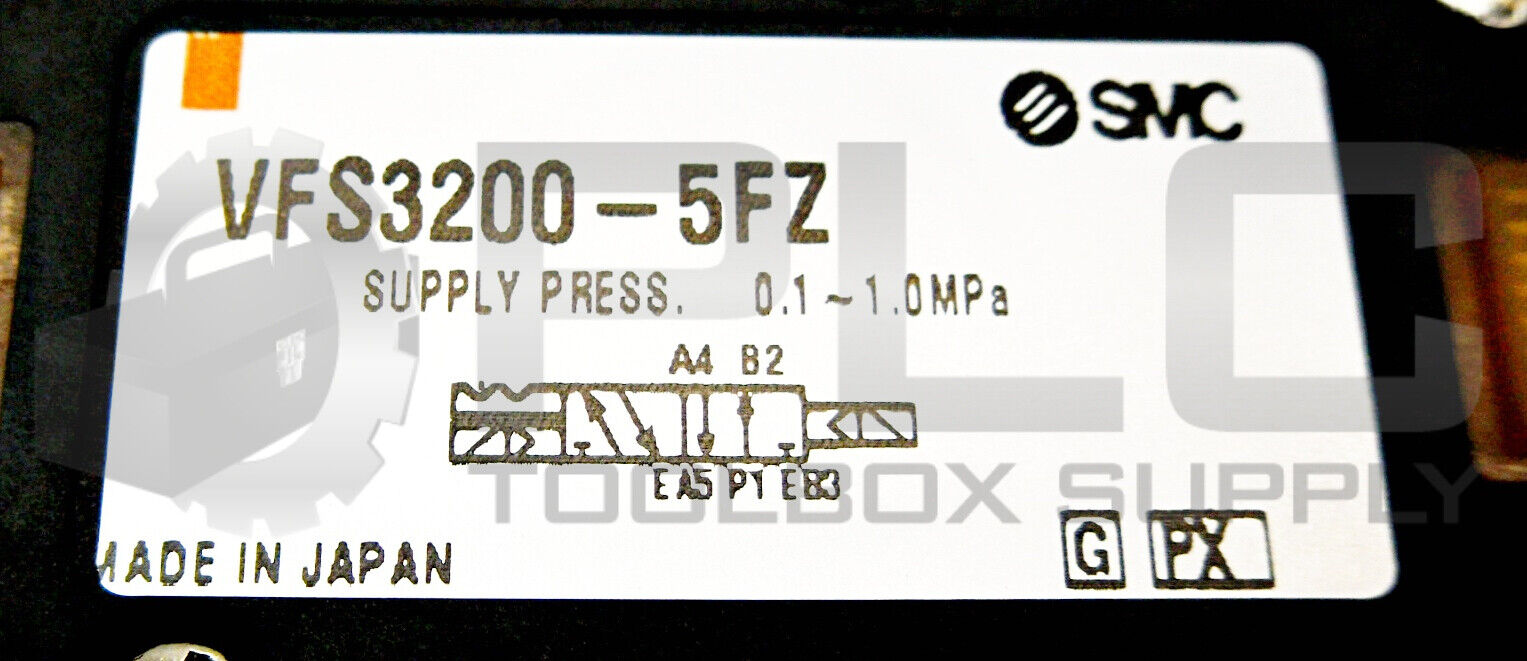 SMC
VFS3200-5FZ
SUPPLY PRESS. 0.1~1.0MPa
A4 B2
EA5 P1 EB3
MADE IN JAPAN
G PX
PLC
TOOLBOX SUPPLY